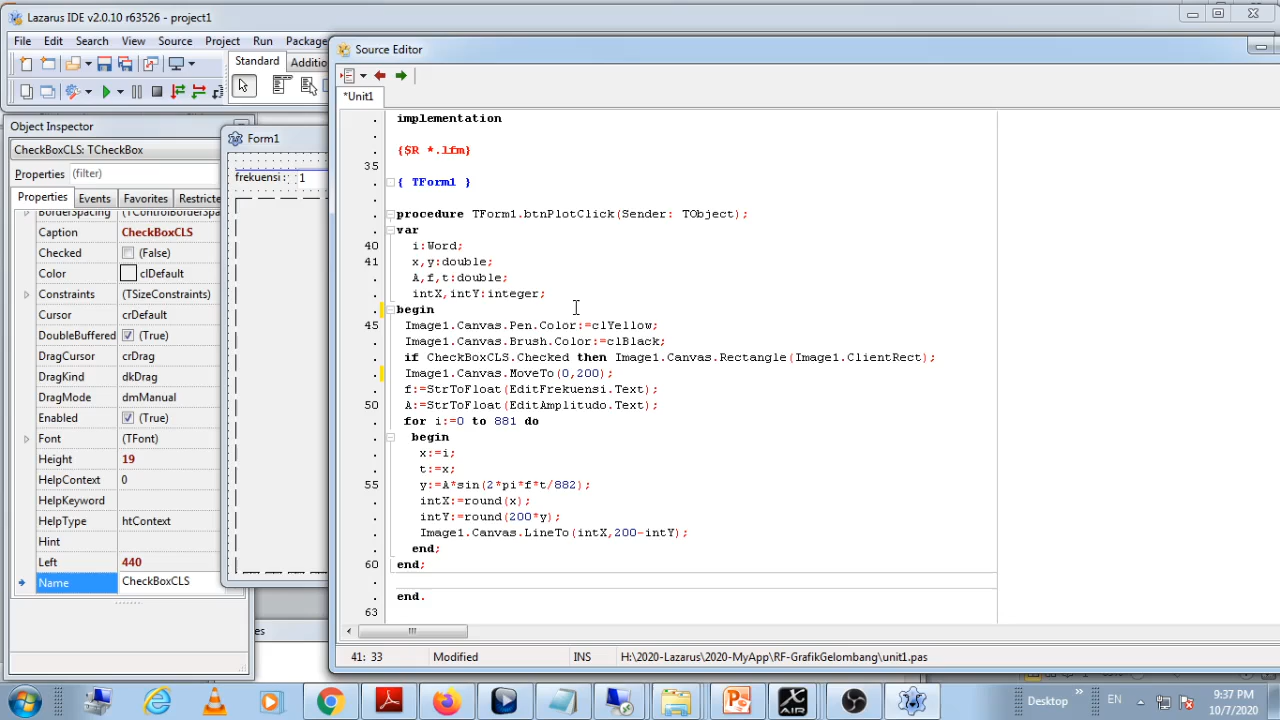 Lazarus IDE v2.0.10 r63526 - project1
File Edit Search View Source Project Run Package
Standard Additio
Source Editor
*Unit1
Object Inspector
CheckBoxCLS: TCheckBox
Properties (filter)
Properties Events Favorites Restricte
BorderSpacing (TControlBorderSpa
Caption CheckBoxCLS
Checked (False)
Color clDefault
Constraints (TSizeConstraints)
Cursor crDefault
DoubleBuffered (True)
DragCursor crDrag
DragKind dkDrag
DragMode dmManual
Enabled (True)
Font (TFont)
Height 19
HelpContext 0
HelpKeyword
HelpType htContext
Hint
Left 440
Name CheckBoxCLS
Form1
frekuensi: 1
implementation
{$R *.lfm}
35
{ TForm1 }
procedure TForm1.btnPlotClick(Sender: TObject);
var
40 i:Word;
41 x,y:double;
A,f,t:double;
intX,intY:integer;
begin
45 Image1.Canvas.Pen.Color:=clYellow;
Image1.Canvas.Brush.Color:=clBlack;
if CheckBoxCLS.Checked then Image1.Canvas.Rectangle(Image1.ClientRect);
Image1.Canvas.MoveTo(0,200);
f:=StrToFloat(EditFrekuensi.Text);
50 A:=StrToFloat(EditAmplitudo.Text);
for i:=0 to 881 do
begin
x:=i;
t:=x;
55 y:=A*sin(2*pi*f*t/882);
intX:=round(x);
intY:=round(200*y);
Image1.Canvas.LineTo(intX,200-intY);
end;
60 end;
end.
63
es
41: 33 Modified INS H:\2020-Lazarus\2020-MyApp\RF-GrafikGelombang\unit1.pas
AIR
Desktop » EN
9:37 PM
10/7/2020